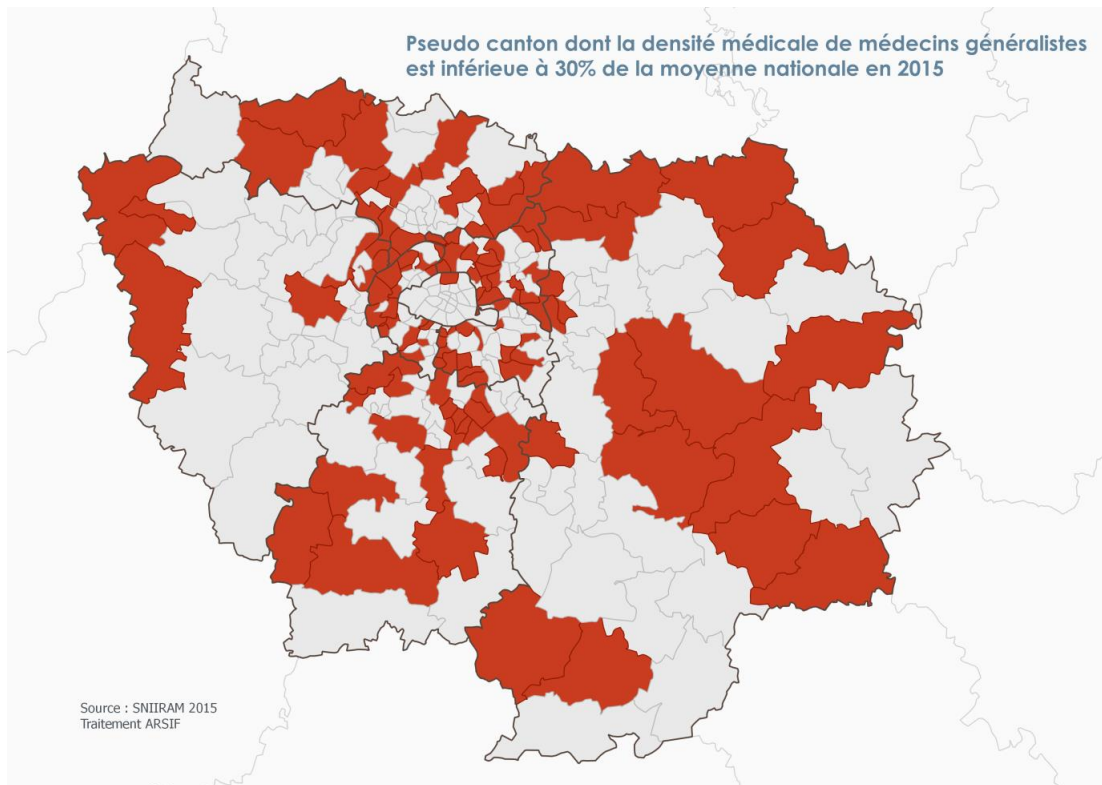 Pseudo canton dont la densité médicale de médecins généralistes
est inférieue à 30% de la moyenne nationale en 2015
Source : SNIIRAM 2015
Traitement ARSIF